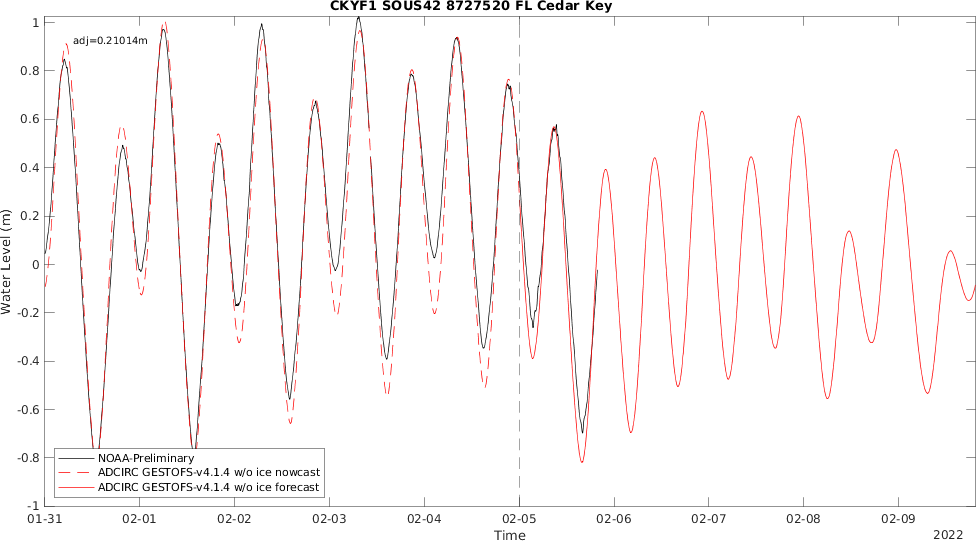 CKYF1 SOUS42 8727520 FL Cedar Key
adj=0.21014m
1
0.8
0.6
0.4
0.2
0
-0.2
-0.4
-0.6
-0.8
-1
Water Level (m)
NOAA-Preliminary
ADCIRC GESTOFS-v4.1.4 w/o ice nowcast
ADCIRC GESTOFS-v4.1.4 w/o ice forecast
01-31 02-01 02-02 02-03 02-04 02-05 02-06 02-07 02-08 02-09
Time
2022